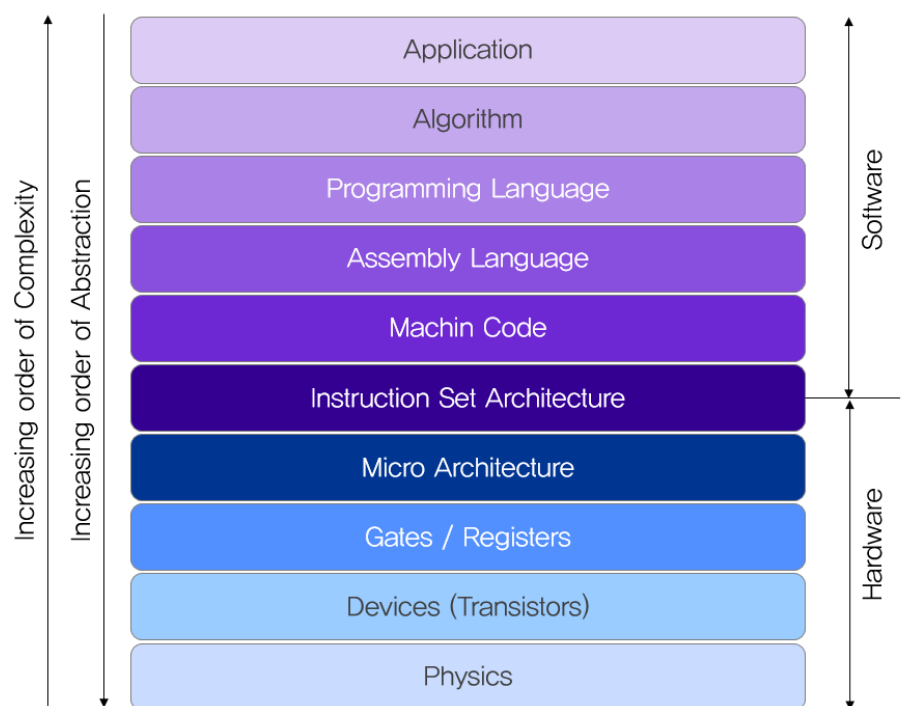 Application
Algorithm
Programming Language
Assembly Language
Machin Code
Instruction Set Architecture
Micro Architecture
Gates / Registers
Devices (Transistors)
Physics
Increasing order of Complexity
Increasing order of Abstraction
Software
Hardware